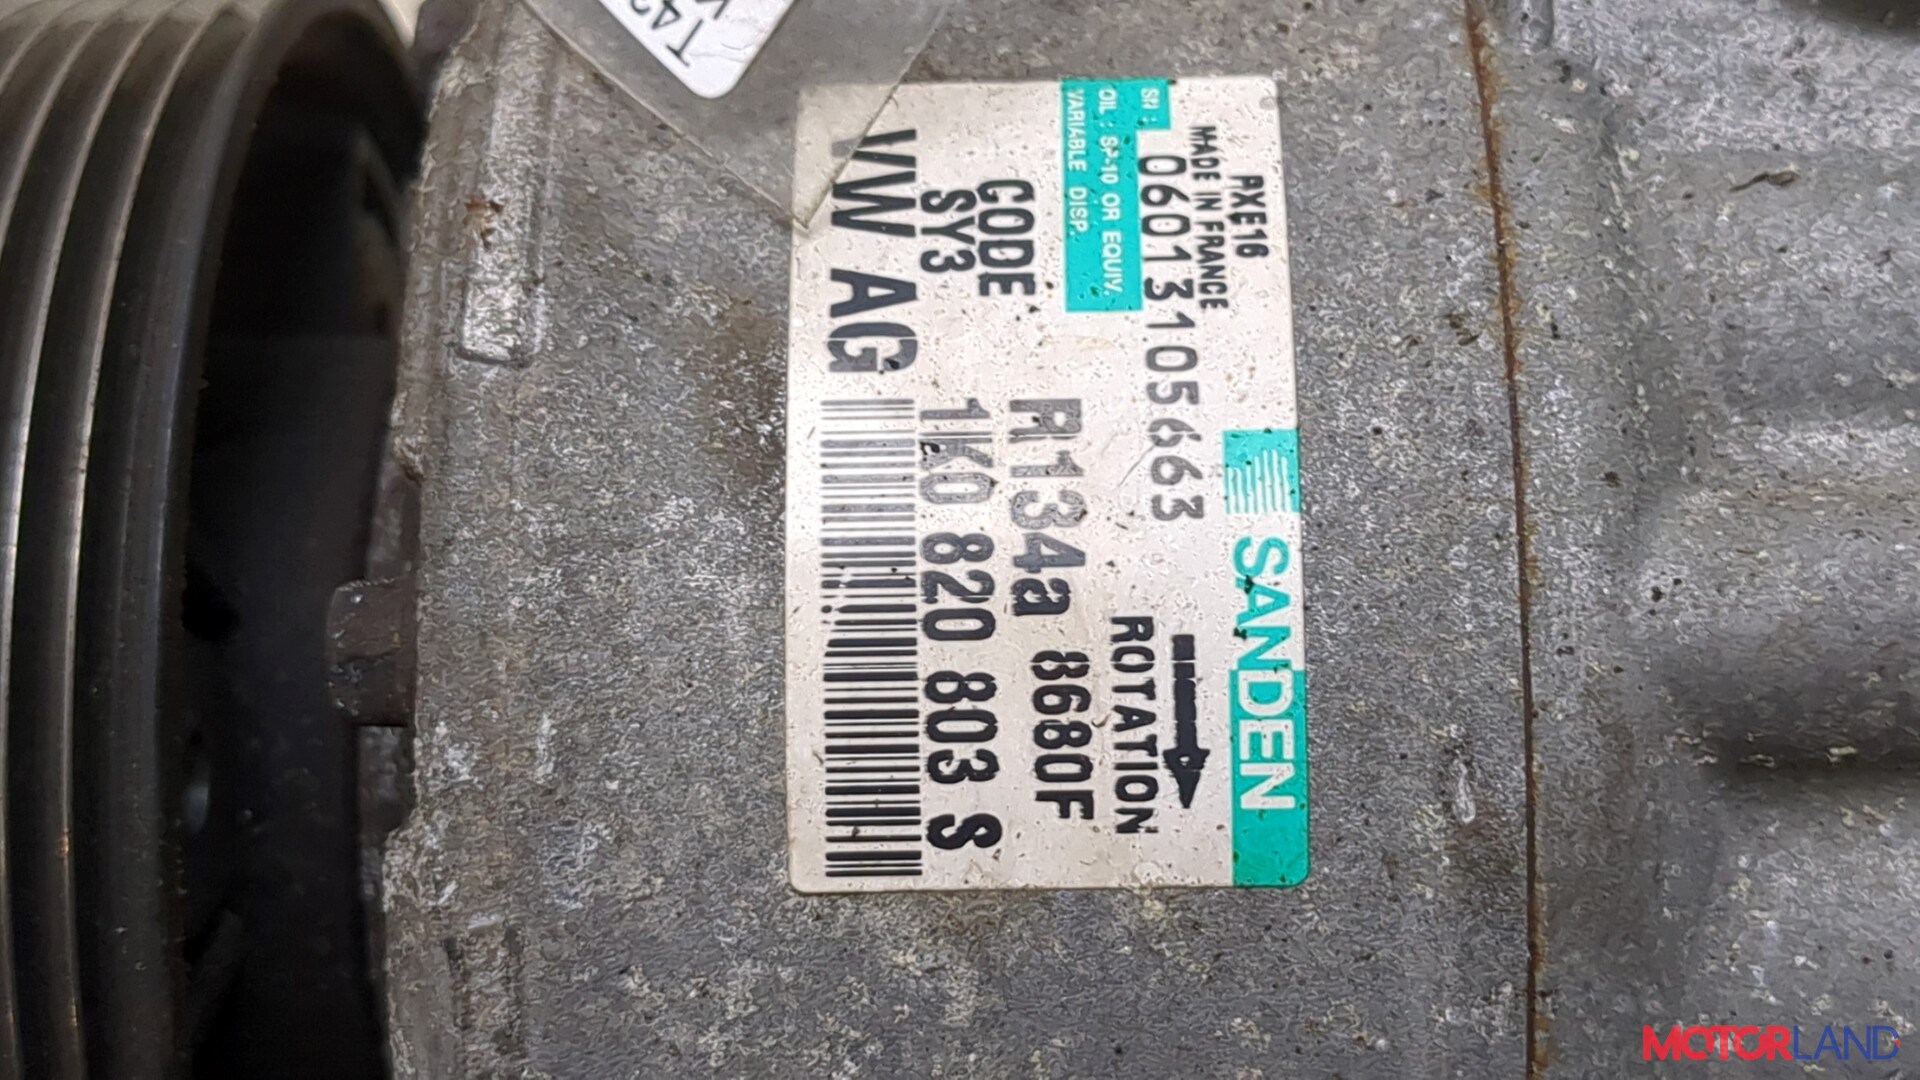 SANDEN
PXE16
MADE IN FRANCE
SN :
06013105663
OIL : SP-10 OR EQUIV.
VARIABLE DISP.
ROTATION
CODE
SY3
R134a 8680F
1K0 820 803 S
VW AG
MOTORLAND